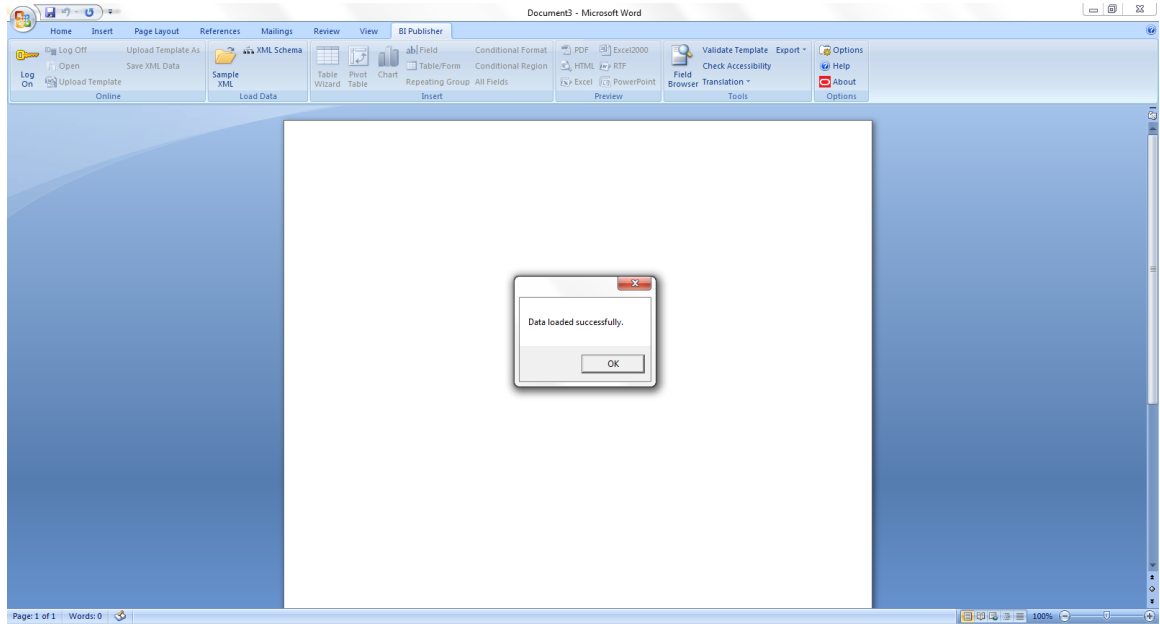 Document3 - Microsoft Word
Home Insert Page Layout References Mailings Review View BI Publisher
Log On
Log Off
Open
Upload Template
Upload Template As
Save XML Data
Online
Sample XML
XML Schema
Load Data
Table Wizard
Pivot Table
Chart
Field
Table/Form
Repeating Group
Conditional Format
Conditional Region
All Fields
Insert
PDF
HTML
Excel
Excel2000
RTF
PowerPoint
Preview
Field Browser
Validate Template
Check Accessibility
Translation
Export
Tools
Options
Help
About
Options
Data loaded successfully.
OK
Page: 1 of 1 Words: 0 100%